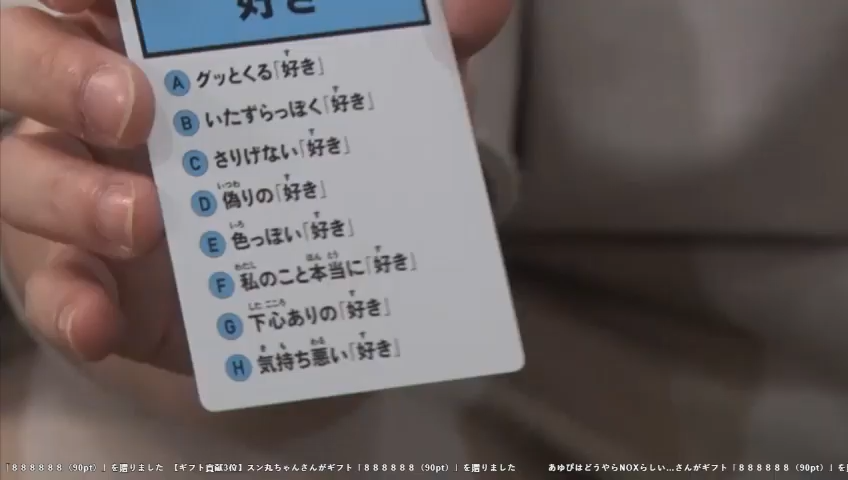 好き
A グッとくる「好き」
B いたずらっぽく「好き」
C さりげない「好き」
D 偽りの「好き」
E 色っぽい「好き」
F 私のこと本当に「好き」
G 下心ありの「好き」
H 気持ち悪い「好き」
「888888（90pt）」を贈りました 【ギフト貢献3位】スン丸ちゃんさんがギフト「888888（90pt）」を贈りました あゆぴはどうやらNOXらしい…さんがギフト「888888（90pt）」を